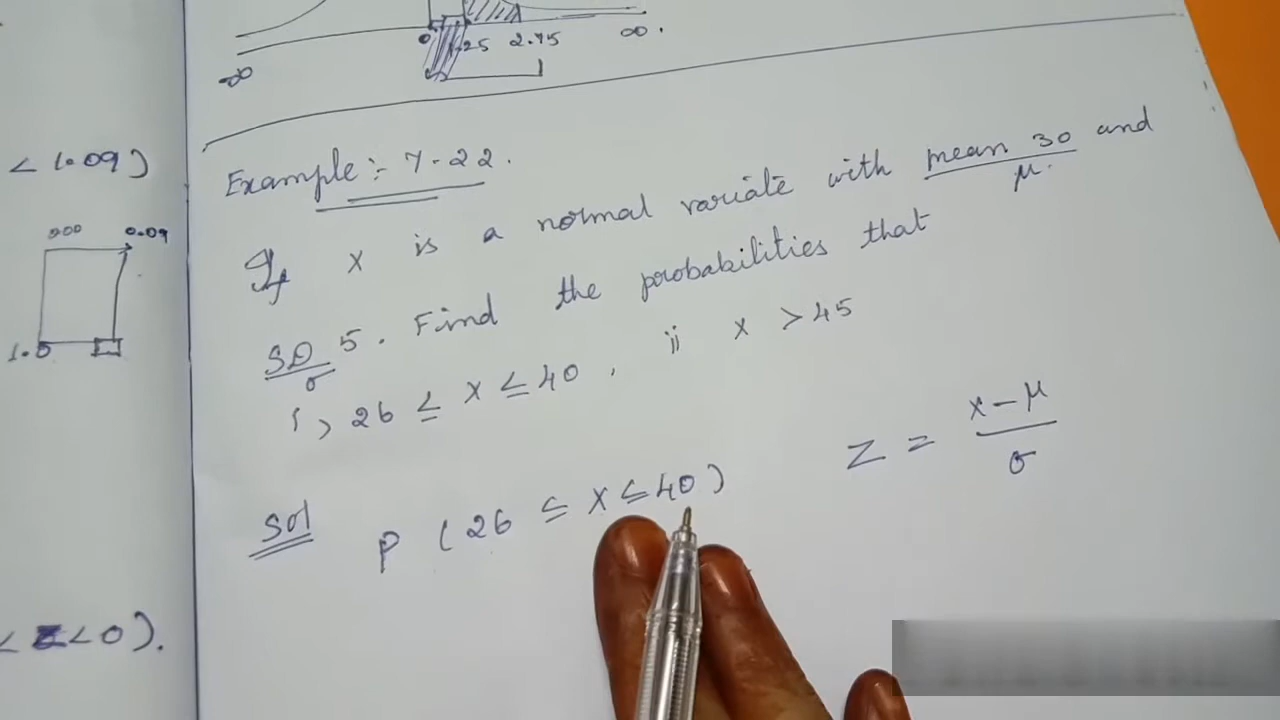 0 1.25 2.75 ∞.
-∞
< 1.09)
Example :- 7.22.
If x is a normal variate with mean 30 and
μ.
SD 5. Find the probabilities that
σ
i, 26 ≤ x ≤ 40, ii x > 45
Sol P (26 ≤ x ≤ 40)
Z = x - μ
σ
0.09
1.0
< Z < 0).